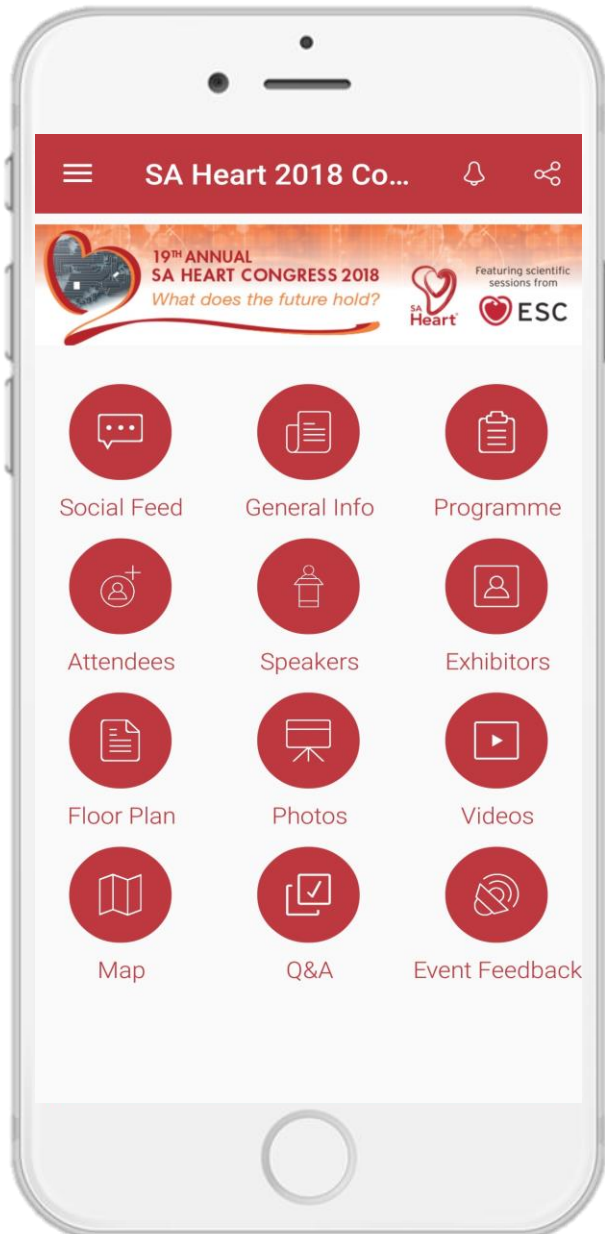 SA Heart 2018 Co...
19TH ANNUAL
SA HEART CONGRESS 2018
What does the future hold?
SA
Heart
Featuring scientific
sessions from
ESC
Social Feed
General Info
Programme
Attendees
Speakers
Exhibitors
Floor Plan
Photos
Videos
Map
Q&A
Event Feedback